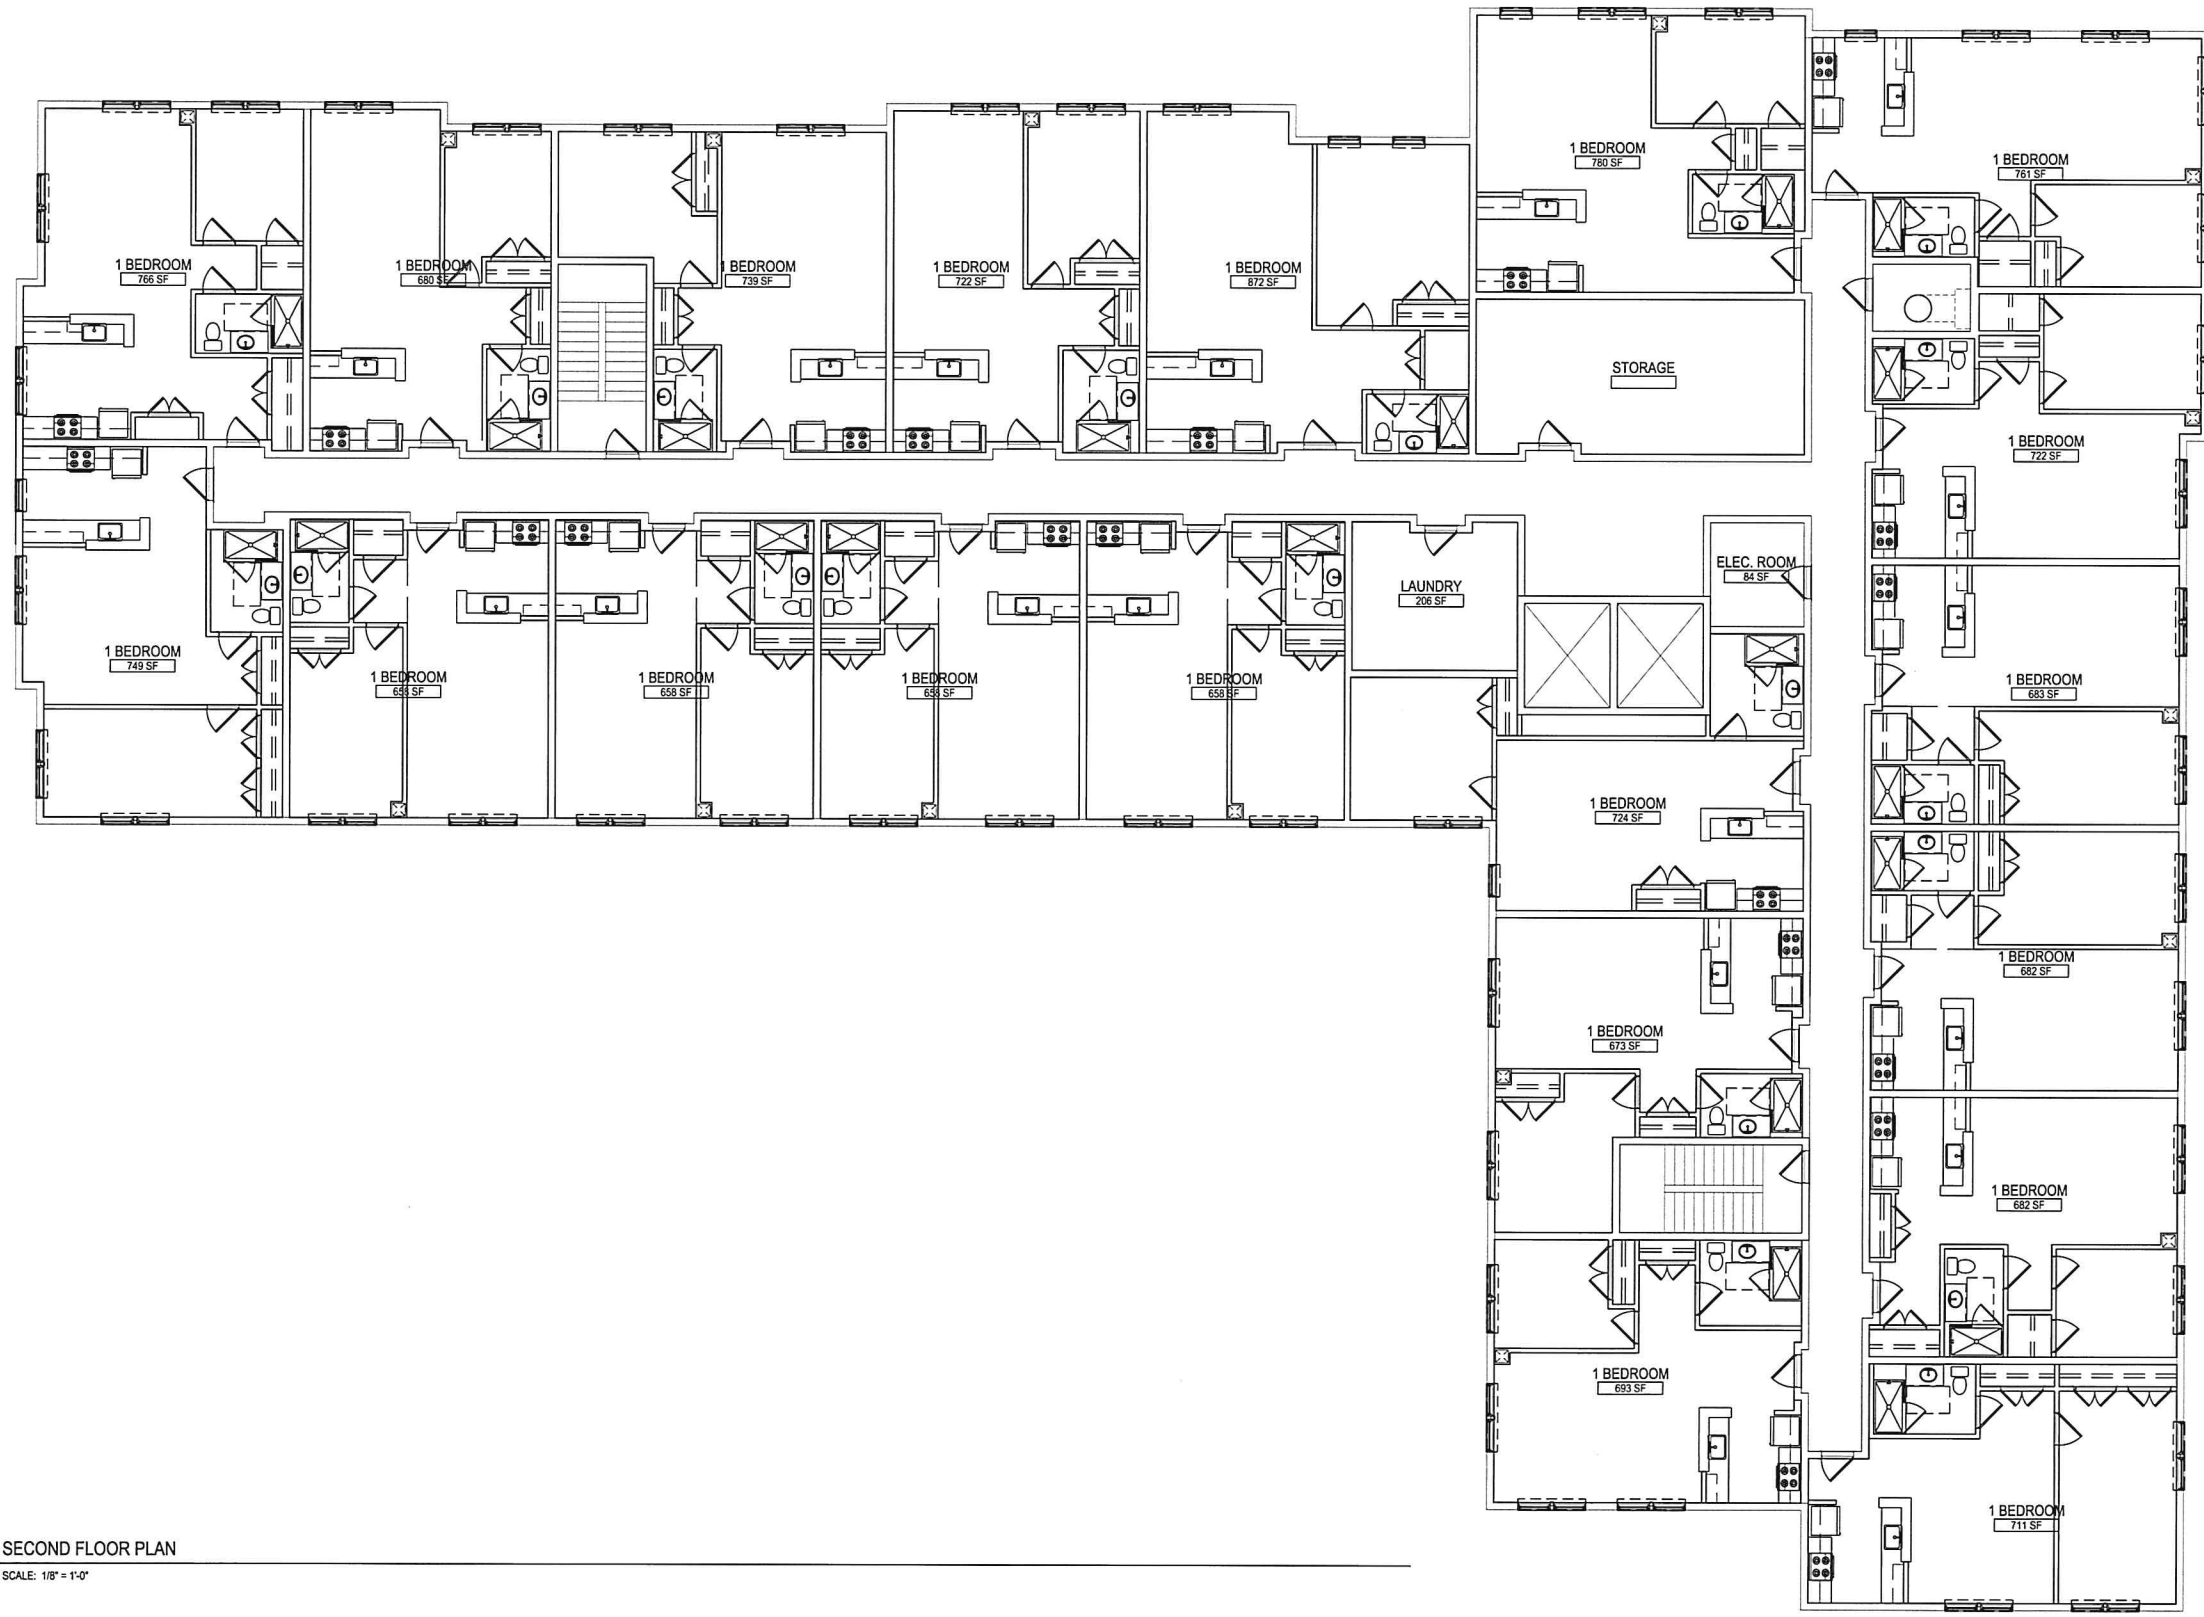 1 BEDROOM
780 SF
1 BEDROOM
761 SF
1 BEDROOM
766 SF
1 BEDROOM
680 SF
1 BEDROOM
739 SF
1 BEDROOM
722 SF
1 BEDROOM
872 SF
STORAGE
1 BEDROOM
722 SF
ELEC. ROOM
84 SF
LAUNDRY
206 SF
1 BEDROOM
749 SF
1 BEDROOM
658 SF
1 BEDROOM
658 SF
1 BEDROOM
658 SF
1 BEDROOM
658 SF
1 BEDROOM
683 SF
1 BEDROOM
724 SF
1 BEDROOM
682 SF
1 BEDROOM
673 SF
1 BEDROOM
682 SF
1 BEDROOM
693 SF
1 BEDROOM
711 SF
SECOND FLOOR PLAN
SCALE: 1/8" = 1'-0"